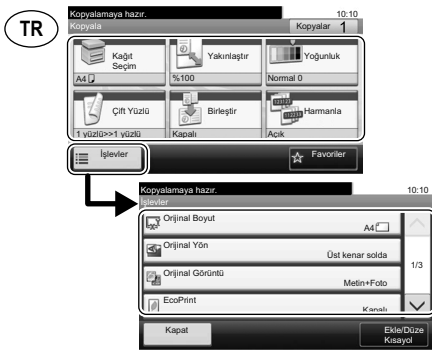 TR
Kopyalamaya hazır. 10:10
Kopyala Kopyalar 1
Kağıt
Seçim
A4
Yakınlaştır
%100
Yoğunluk
Normal 0
Çift Yüzlü
1 yüzlü>>1 yüzlü
Birleştir
Kapalı
Harmanla
Açık
İşlevler
Favoriler
Kopyalamaya hazır. 10:10
İşlevler
Orijinal Boyut
A4
Orijinal Yön
Üst kenar solda
Orijinal Görüntü
Metin+Foto
EcoPrint
Kapalı
1/3
Kapat
Ekle/Düze
Kısayol